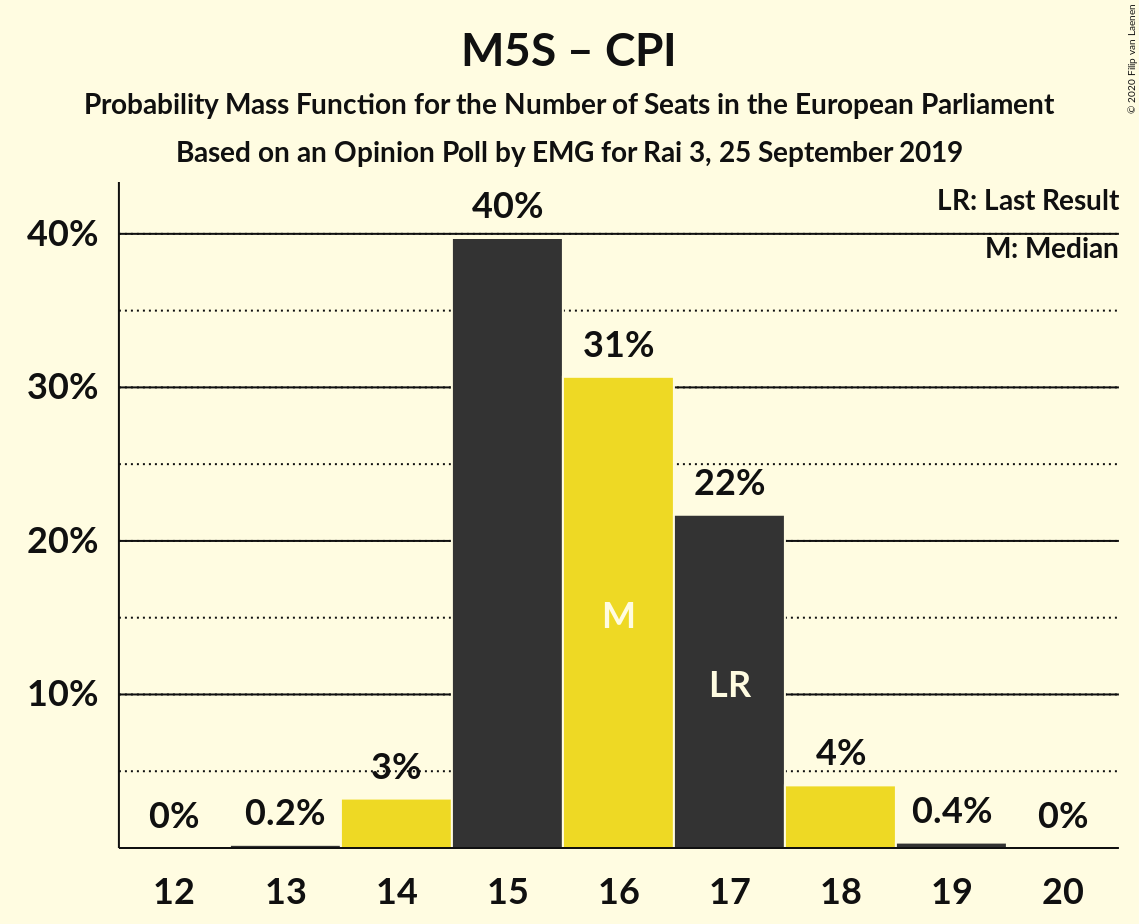 M5S – CPI
Probability Mass Function for the Number of Seats in the European Parliament
Based on an Opinion Poll by EMG for Rai 3, 25 September 2019
© 2020 Filip van Laenen
LR: Last Result
M: Median
40%
30%
20%
10%
0%
0.2%
3%
40%
31%
22%
4%
0.4%
0%
M
LR
12 13 14 15 16 17 18 19 20